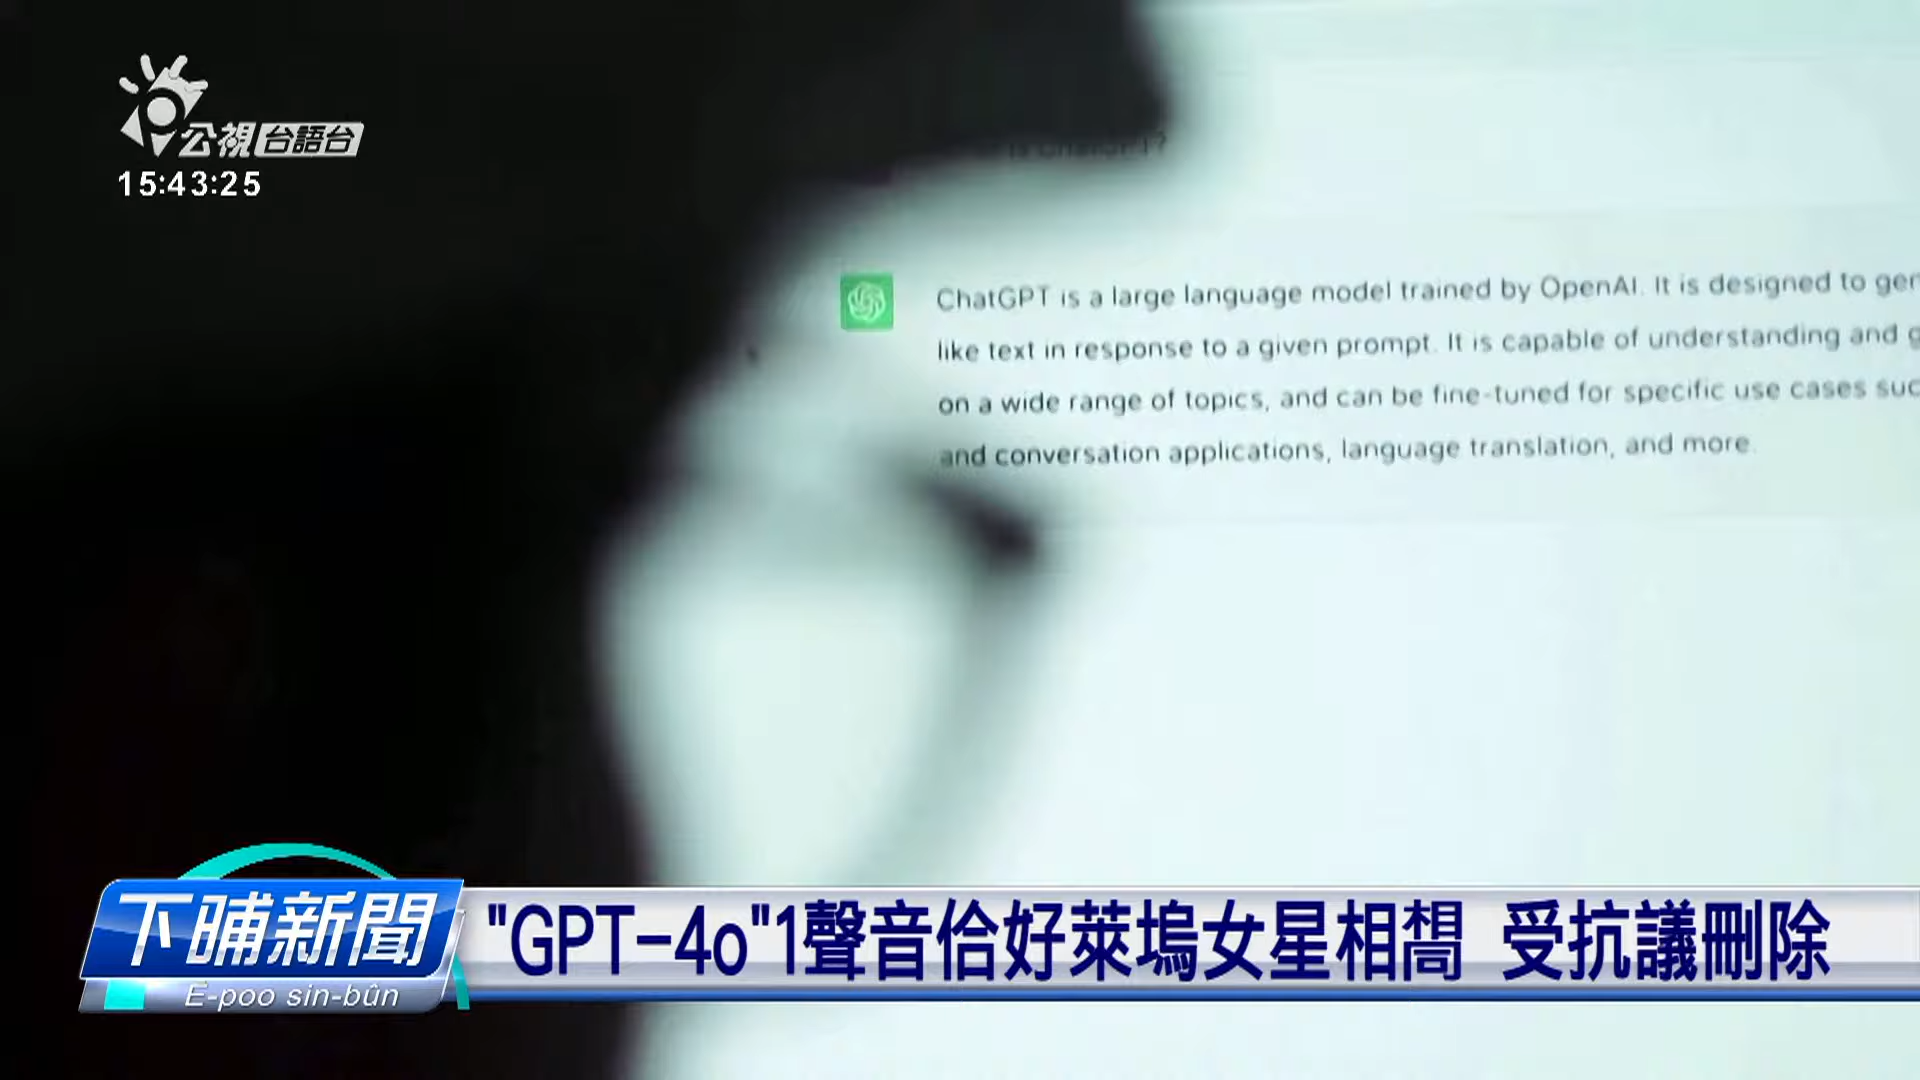 公視台語台
15:43:25
ChatGPT?
ChatGPT is a large language model trained by OpenAI. It is designed to gen
like text in response to a given prompt. It is capable of understanding and g
on a wide range of topics, and can be fine-tuned for specific use cases suc
and conversation applications, language translation, and more.
下晡新聞
E-poo sin-bûn
"GPT-4o"1聲音佮好萊塢女星相𫝛 受抗議刪除